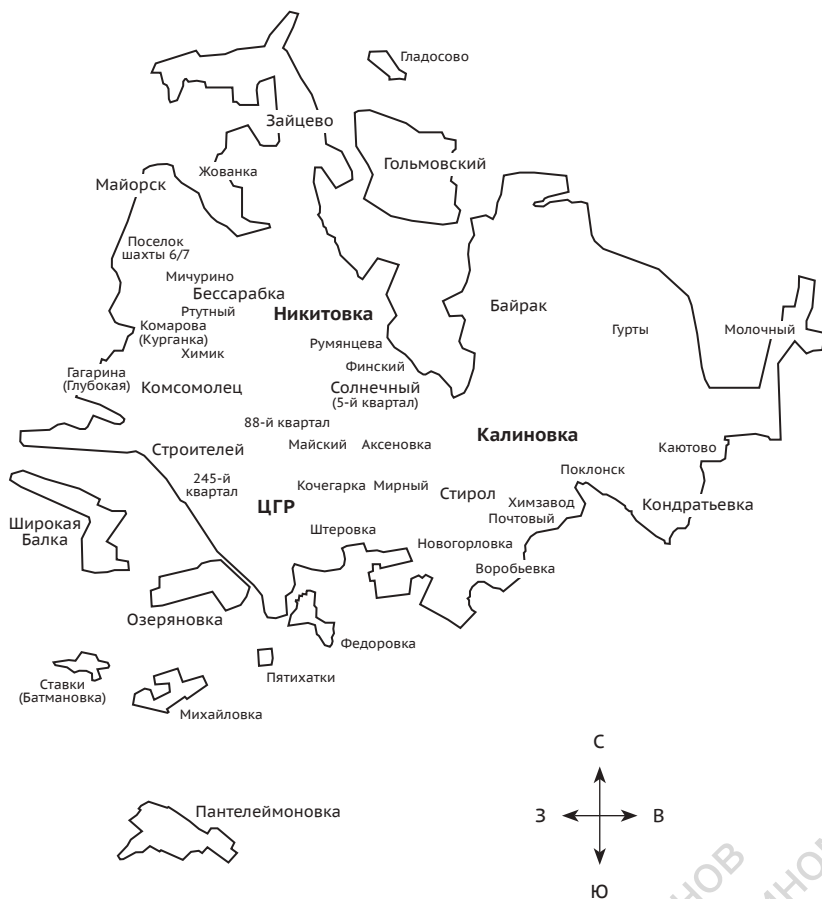 Гладосово
Зайцево
Гольмовский
Жованка
Майорск
Поселок
шахты 6/7
Мичурино
Бессарабка
Байрак
Ртутный
Никитовка
Комарова
(Курганка)
Гурты
Молочный
Румянцева
Химик
Финский
Гагарина
(Глубокая)
Комсомолец
Солнечный
(5-й квартал)
88-й квартал
Калиновка
Строителей
Майский
Аксеновка
Каютово
Поклонск
245-й
квартал
Кочегарка
Мирный
Стирол
Химзавод
Кондратьевка
ЦГР
Почтовый
Широкая
Балка
Штеровка
Новогорловка
Воробьевка
Озеряновка
Федоровка
Пятихатки
Ставки
(Батмановка)
Михайловка
С
Пантелеймоновка
З
В
Ю
НОВ